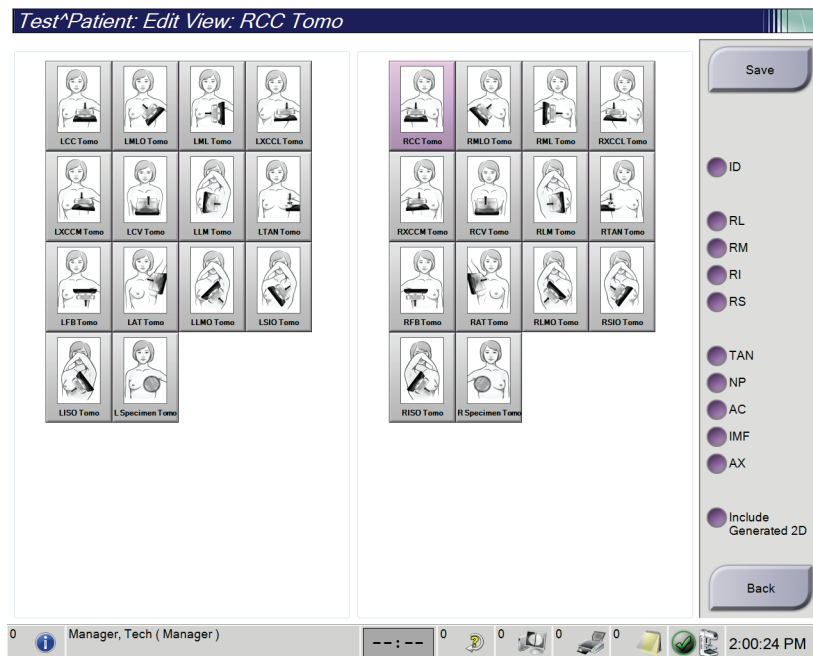 Test^Patient: Edit View: RCC Tomo
LCC Tomo LMLO Tomo LML Tomo LXCCL Tomo
LXCCM Tomo LCV Tomo LLM Tomo LTAN Tomo
LFB Tomo LAT Tomo LLMO Tomo LSIO Tomo
LISO Tomo L Specimen Tomo
RCC Tomo RMLO Tomo RML Tomo RXCCL Tomo
RXCCM Tomo RCV Tomo RLM Tomo RTAN Tomo
RFB Tomo RAT Tomo RLMO Tomo RSIO Tomo
RISO Tomo R Specimen Tomo
Save
ID
RL
RM
RI
RS
TAN
NP
AC
IMF
AX
Include
Generated 2D
Back
0 i Manager, Tech ( Manager ) --:-- 0 2 0 0 0 2:00:24 PM